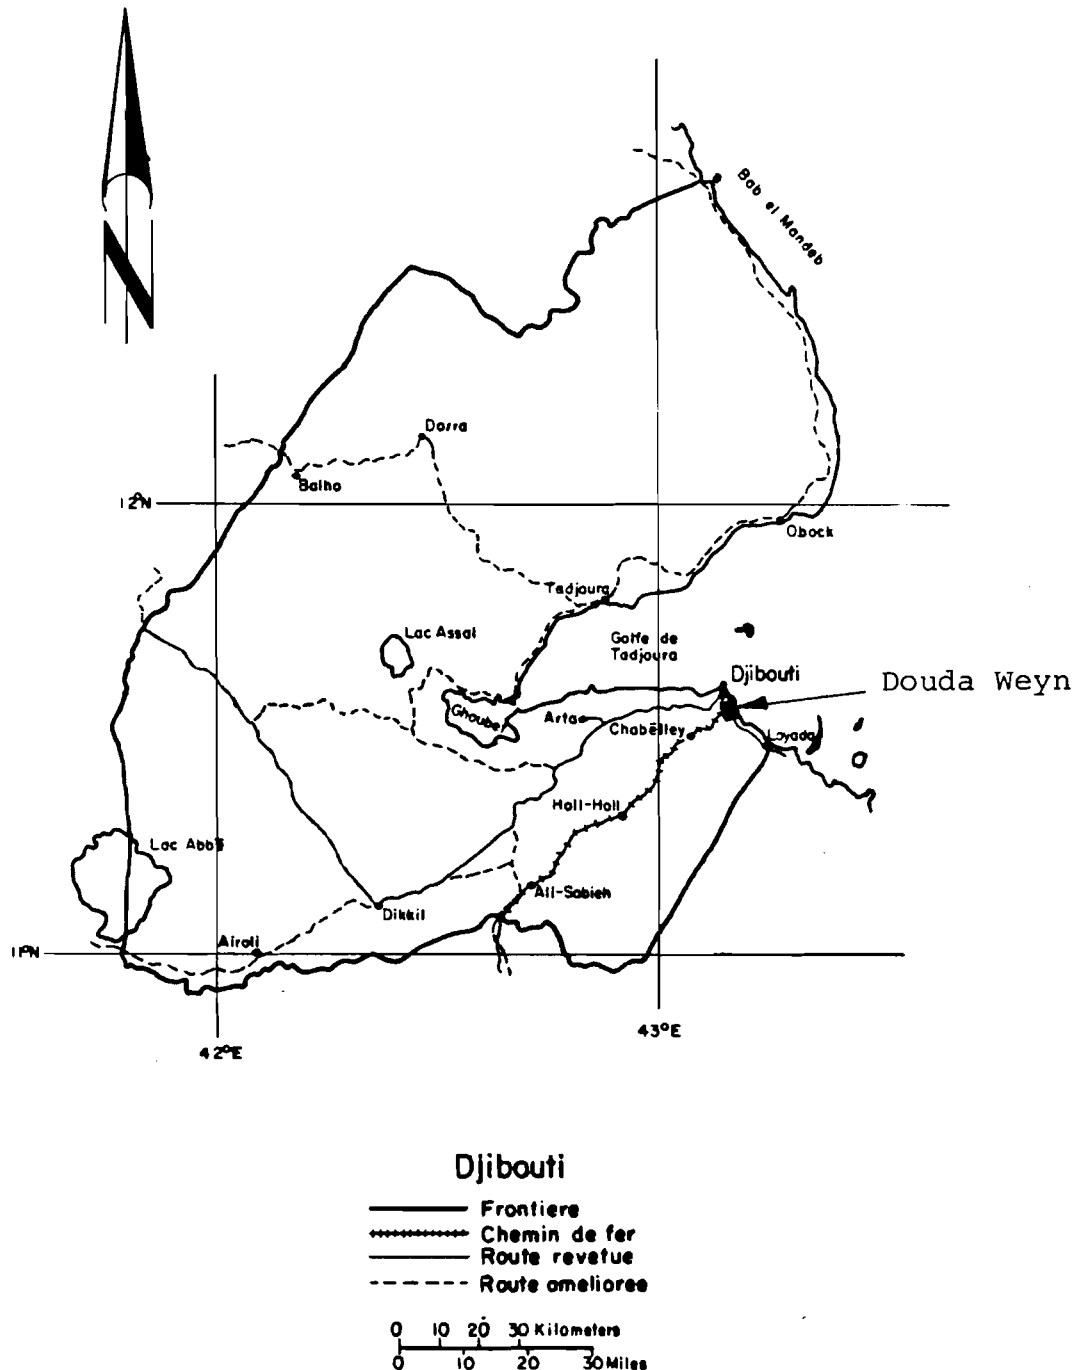 N
Bab el Mandeb
Dorra
Balho
12°N
Obock
Tadjoura
Lac Assal
Golfe de
Tadjoura
Djibouti
Douda Weyn
Ghoubet
Arta
Chabelley
Loyada
Holl-Holl
Lac Abbé
All-Sabieh
Dikkil
Airoli
11°N
43°E
42°E
Djibouti
Frontiere
Chemin de fer
Route revetue
Route amelioree
0 10 20 30 Kilometers
0 10 20 30 Miles